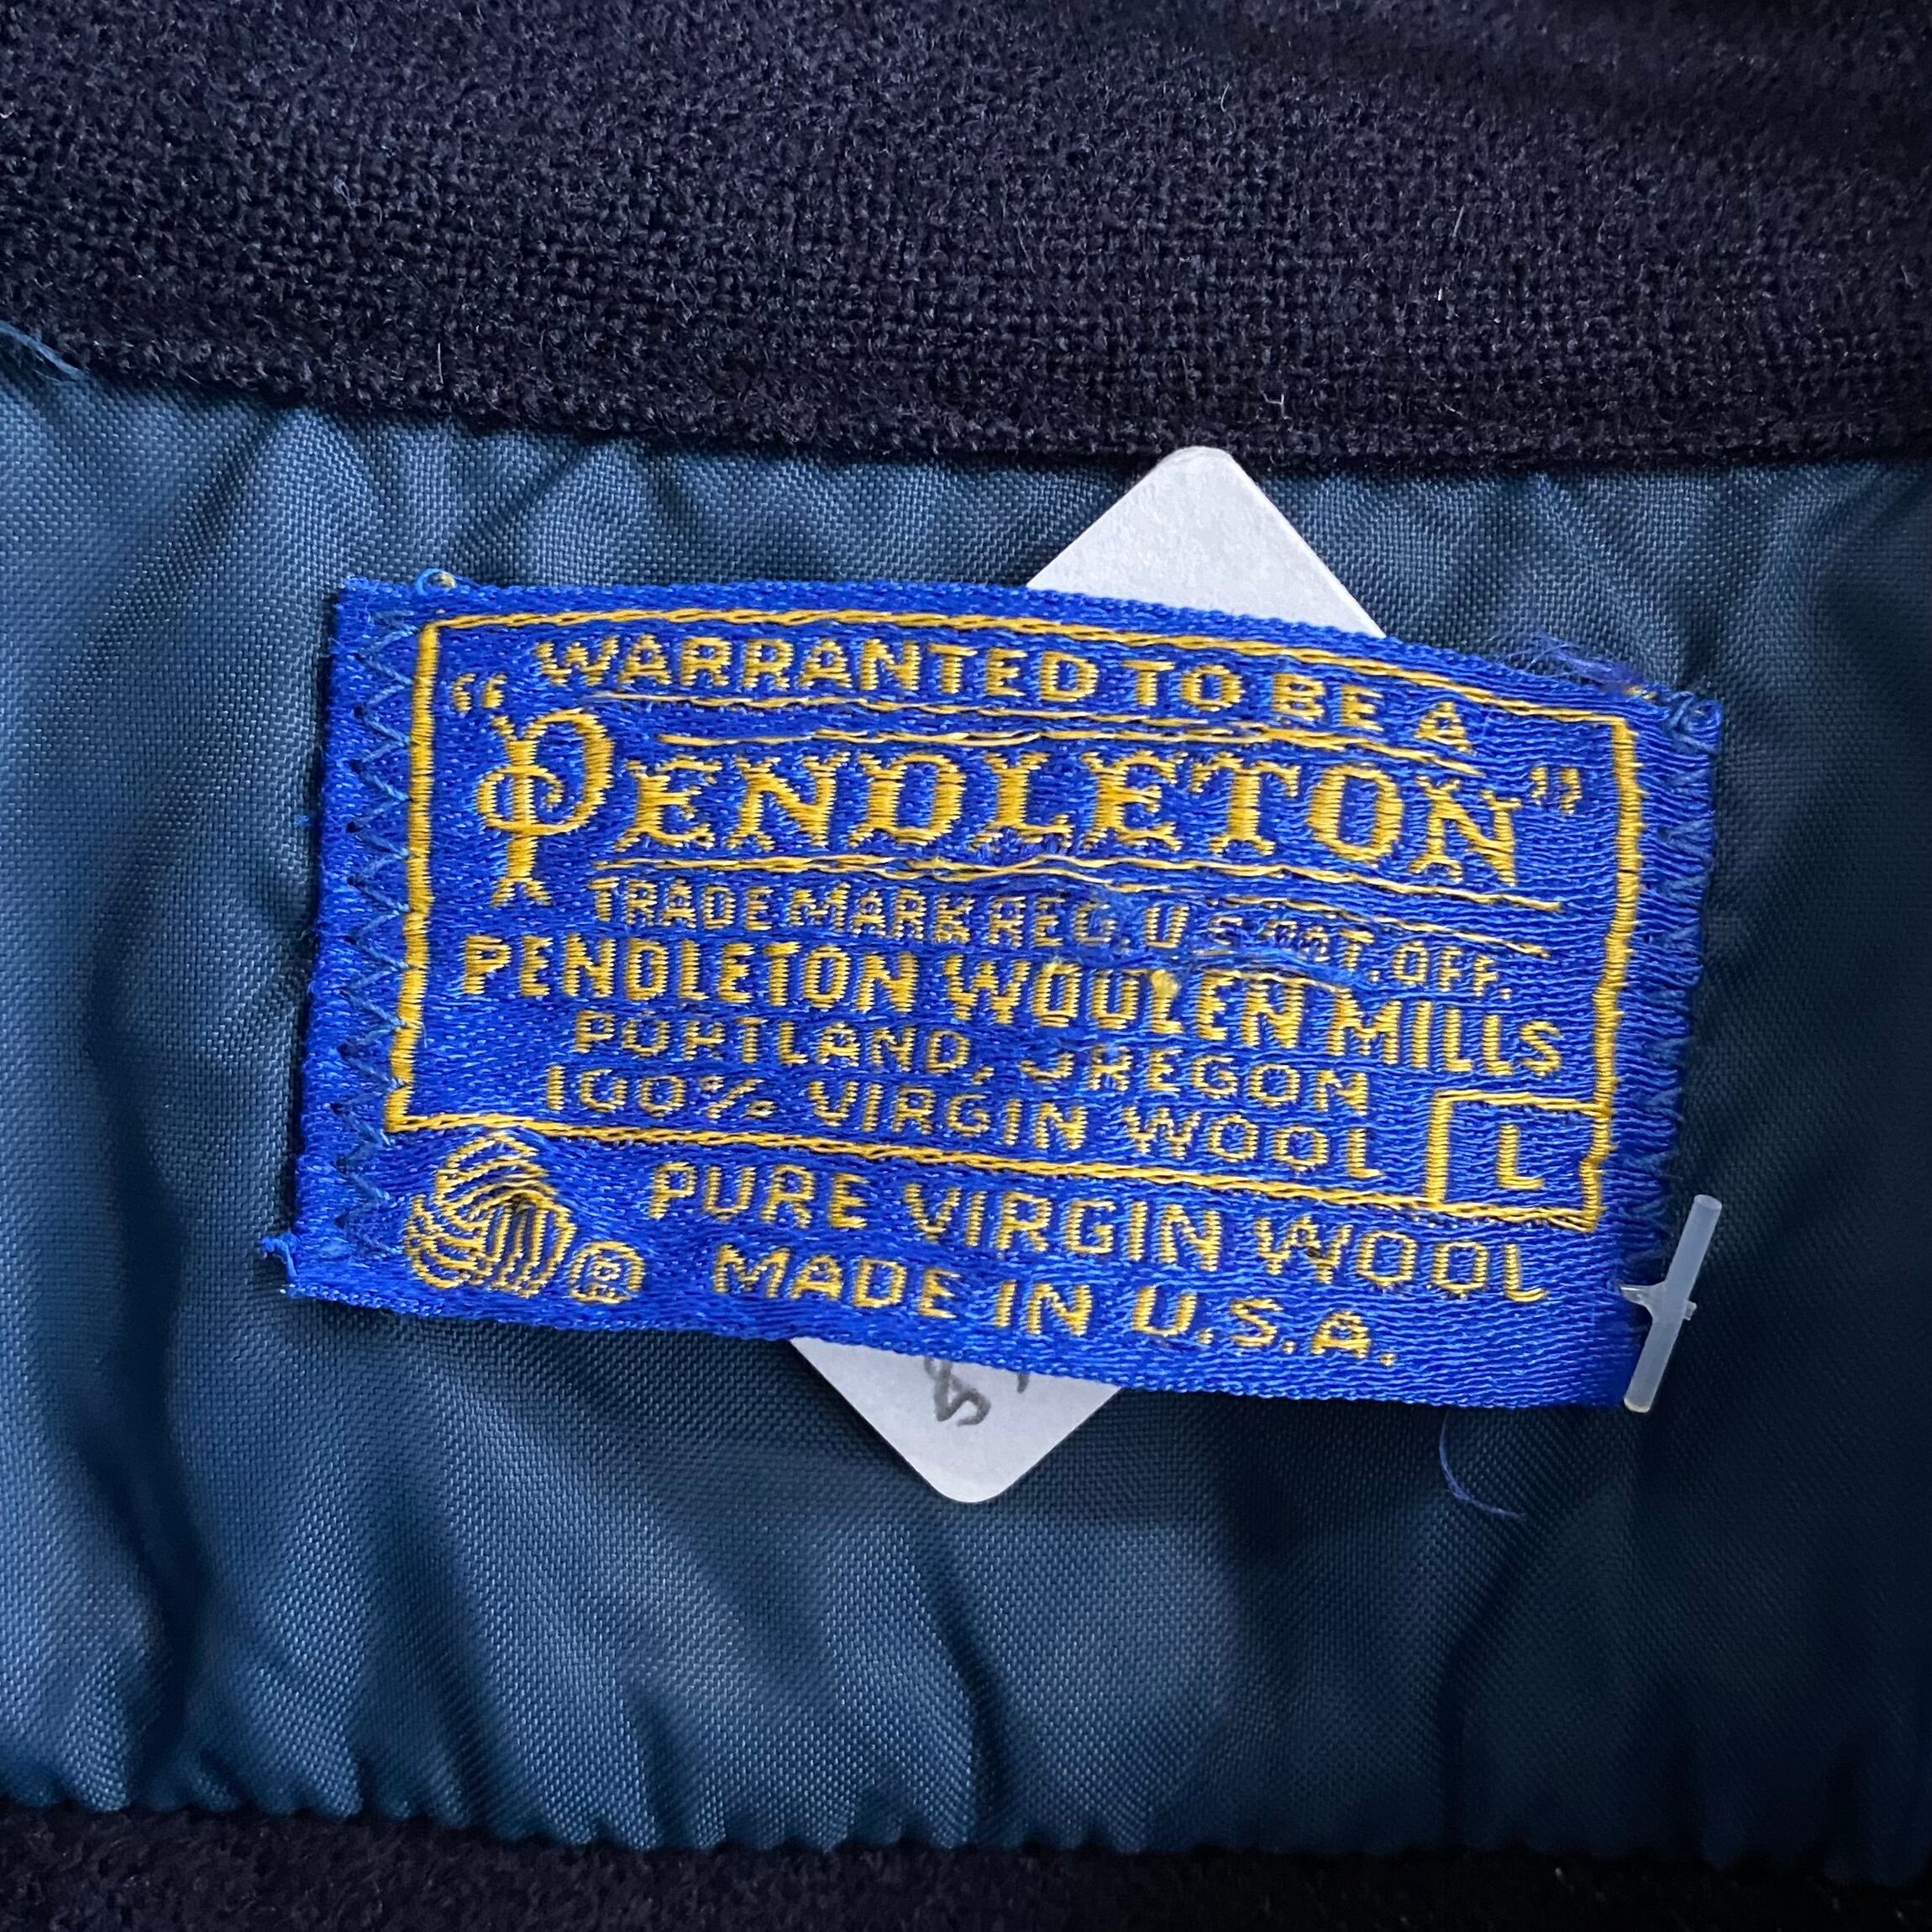 WARRANTED TO BE A
"PENDLETON"
TRADE MARK REG. U.S. PAT. OFF.
PENDLETON WOOLEN MILLS
PORTLAND, OREGON
100% VIRGIN WOOL
L
PURE VIRGIN WOOL
R
MADE IN U.S.A.